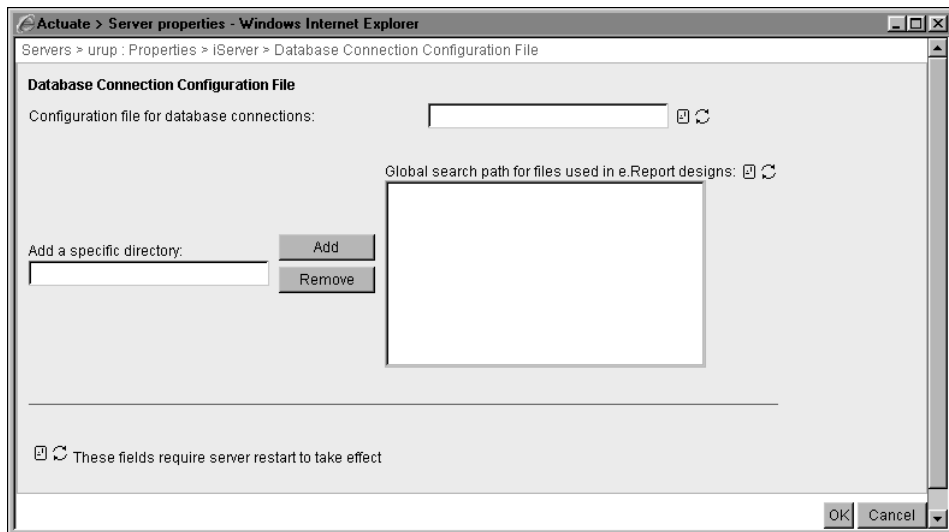 Actuate > Server properties - Windows Internet Explorer
Servers > urup : Properties > iServer > Database Connection Configuration File
Database Connection Configuration File
Configuration file for database connections:
Global search path for files used in e.Report designs:
Add a specific directory:
Add
Remove
These fields require server restart to take effect
OK
Cancel